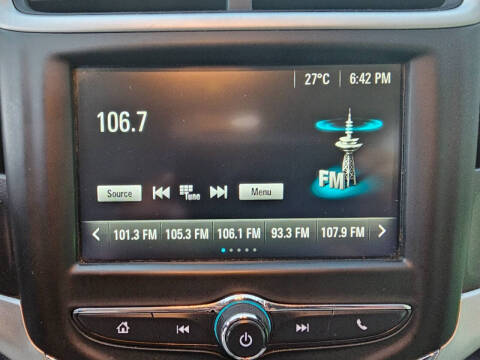 27°C 6:42 PM
106.7
FM
Source Tune Menu
101.3 FM 105.3 FM 106.1 FM 93.3 FM 107.9 FM